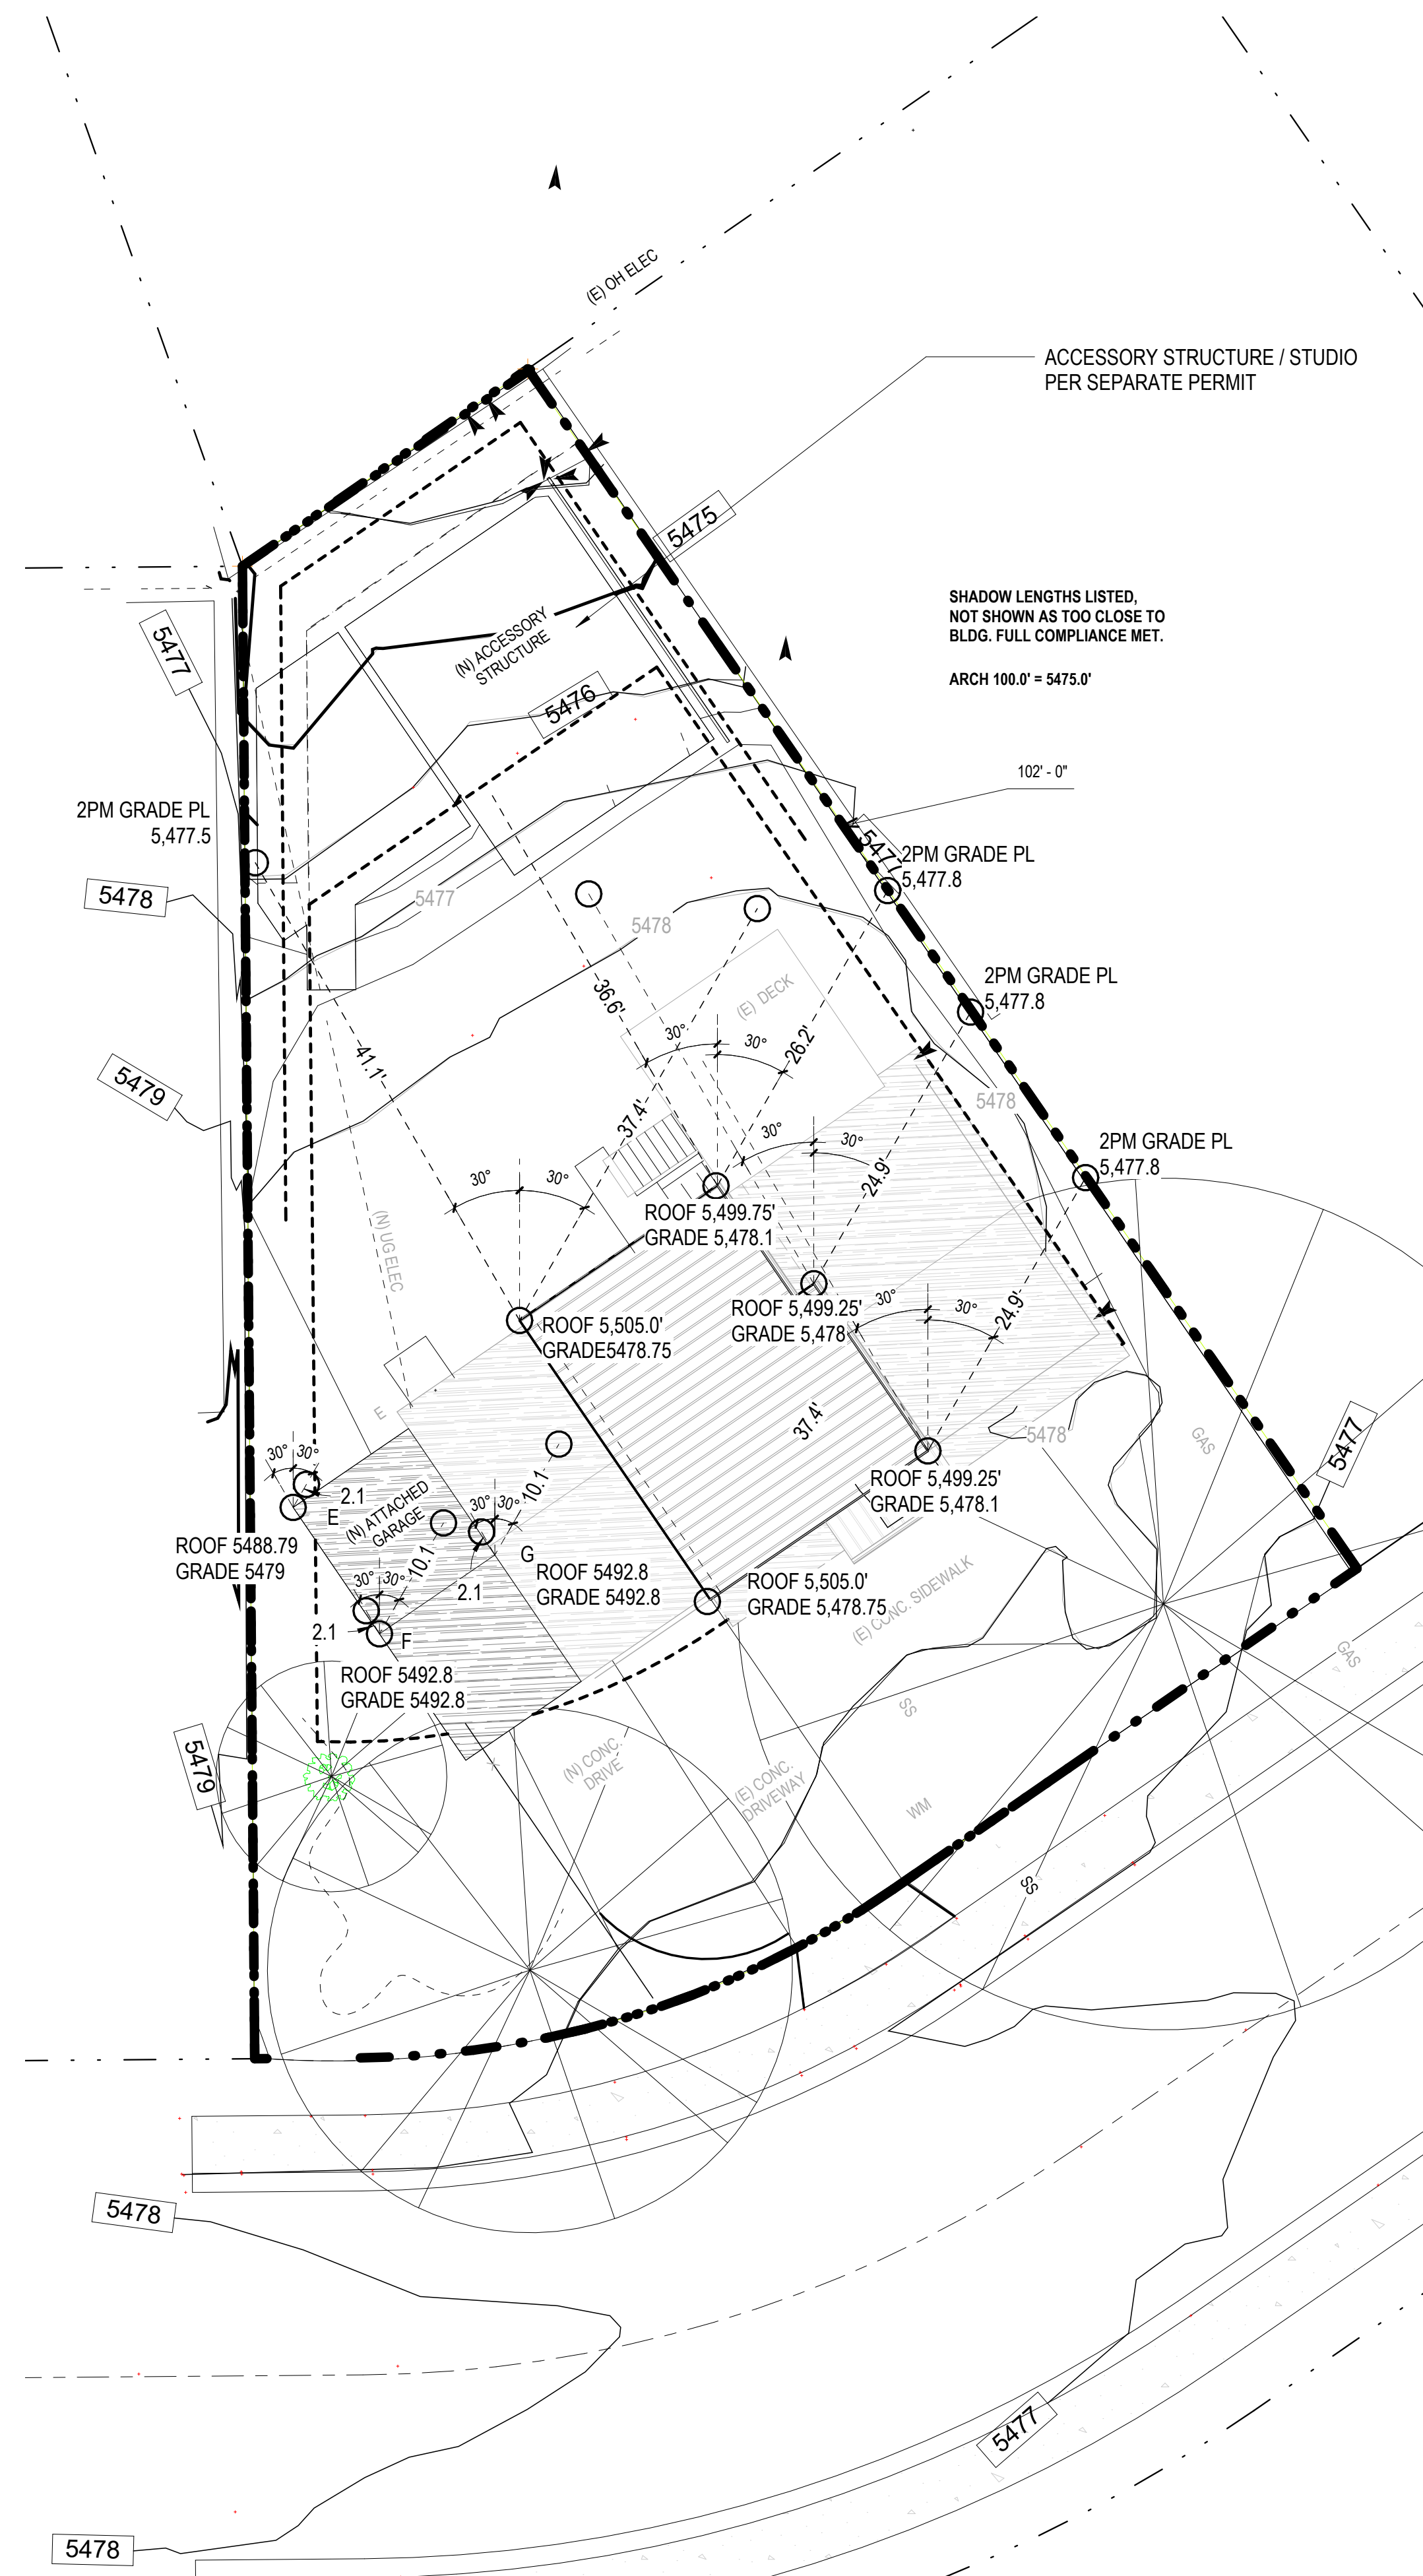 (E) OH ELEC
ACCESSORY STRUCTURE / STUDIO
PER SEPARATE PERMIT
5475
SHADOW LENGTHS LISTED,
NOT SHOWN AS TOO CLOSE TO
BLDG. FULL COMPLIANCE MET.
ARCH 100.0' = 5475.0'
5477
(N) ACCESSORY
STRUCTURE
5476
102' - 0"
2PM GRADE PL
5,477.5
5477
2PM GRADE PL
5,477.8
5478
5477
5478
2PM GRADE PL
5,477.8
36.6'
(E) DECK
30°
30°
26.2'
41.1'
5479
5478
37.4'
30°
30°
24.9'
2PM GRADE PL
5,477.8
30°
30°
ROOF 5,499.75'
GRADE 5,478.1
(N) UG ELEC
ROOF 5,499.25'
GRADE 5,478
30°
30°
24.9'
ROOF 5,505.0'
GRADE5478.75
E
37.4'
5478
GAS
5477
30°
30°
2.1
E
(N) ATTACHED
GARAGE
10.1
30°
30°
ROOF 5,499.25'
GRADE 5,478.1
ROOF 5488.79
GRADE 5479
G
ROOF 5492.8
GRADE 5492.8
10.1
2.1
30°
30°
ROOF 5,505.0'
GRADE 5,478.75
(E) CONC. SIDEWALK
2.1
F
ROOF 5492.8
GRADE 5492.8
GAS
SS
5479
(N) CONC.
DRIVE
(E) CONC.
DRIVEWAY
WM
SS
5478
5477
5478